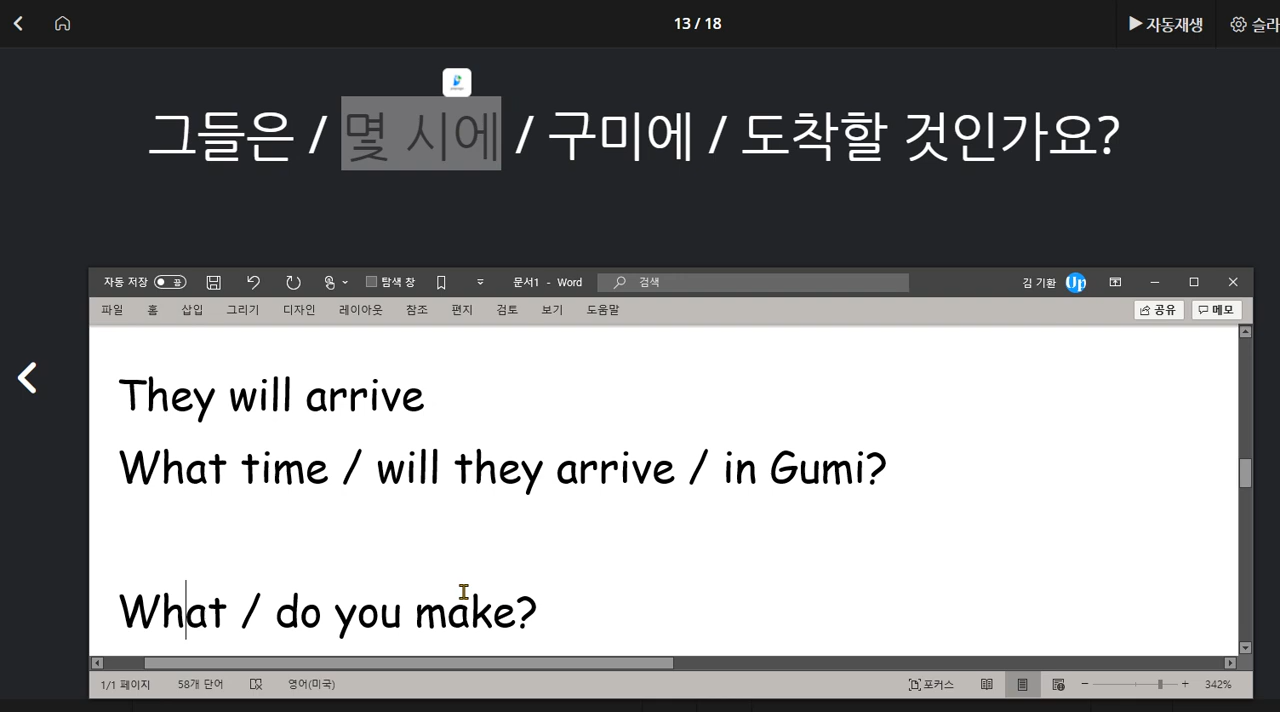 13 / 18
자동재생
슬라
그들은 / 몇 시에 / 구미에 / 도착할 것인가요?
자동 저장 끔 탐색 창 문서1 - Word 검색 김 기환 Up
파일 홈 삽입 그리기 디자인 레이아웃 참조 편지 검토 보기 도움말 공유 메모
They will arrive
What time / will they arrive / in Gumi?
What / do you make?
1/1 페이지 58개 단어 영어(미국) 포커스 342%